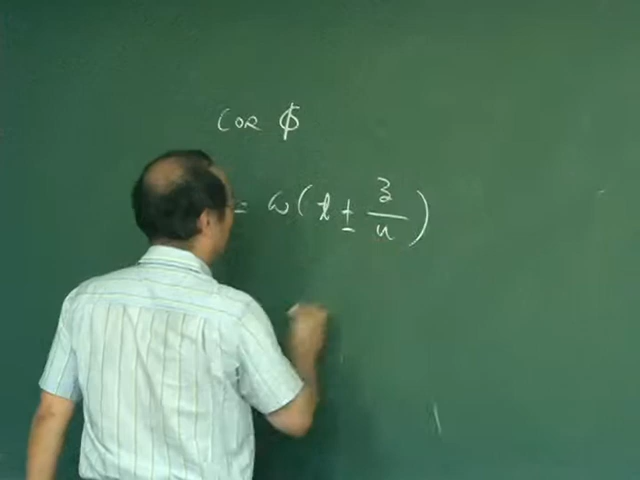 cos ϕ
= ω(t ± z/u)